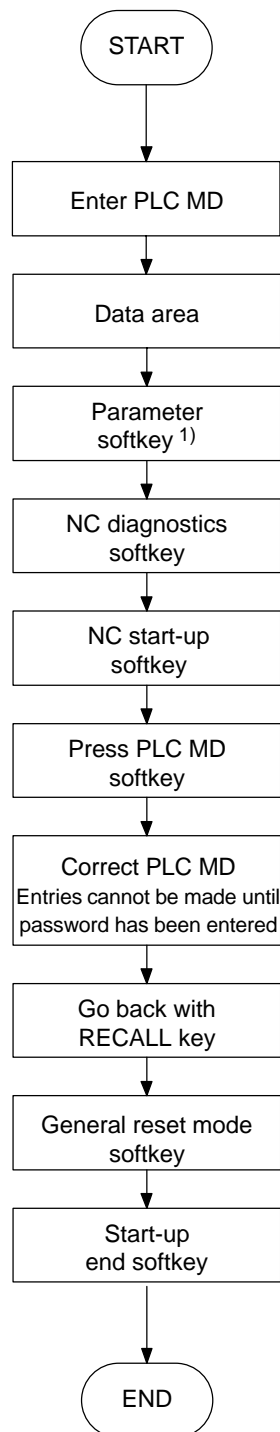 START
Enter PLC MD
Data area
Parameter
softkey 1)
NC diagnostics
softkey
NC start-up
softkey
Press PLC MD
softkey
Correct PLC MD
Entries cannot be made until
password has been entered
Go back with
RECALL key
General reset mode
softkey
Start-up
end softkey
END